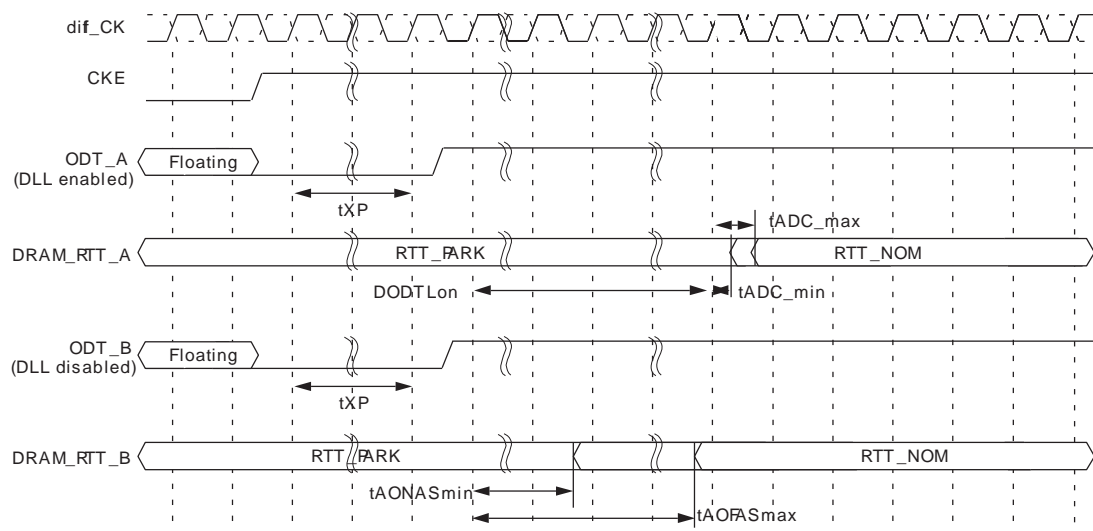 dif_CK
CKE
ODT_A
(DLL enabled)
Floating
tXP
tADC_max
DRAM_RTT_A
RTT_PARK
RTT_NOM
DODTLon
tADC_min
ODT_B
(DLL disabled)
Floating
tXP
DRAM_RTT_B
RTT_PARK
RTT_NOM
tAONASmin
tAOFASmax